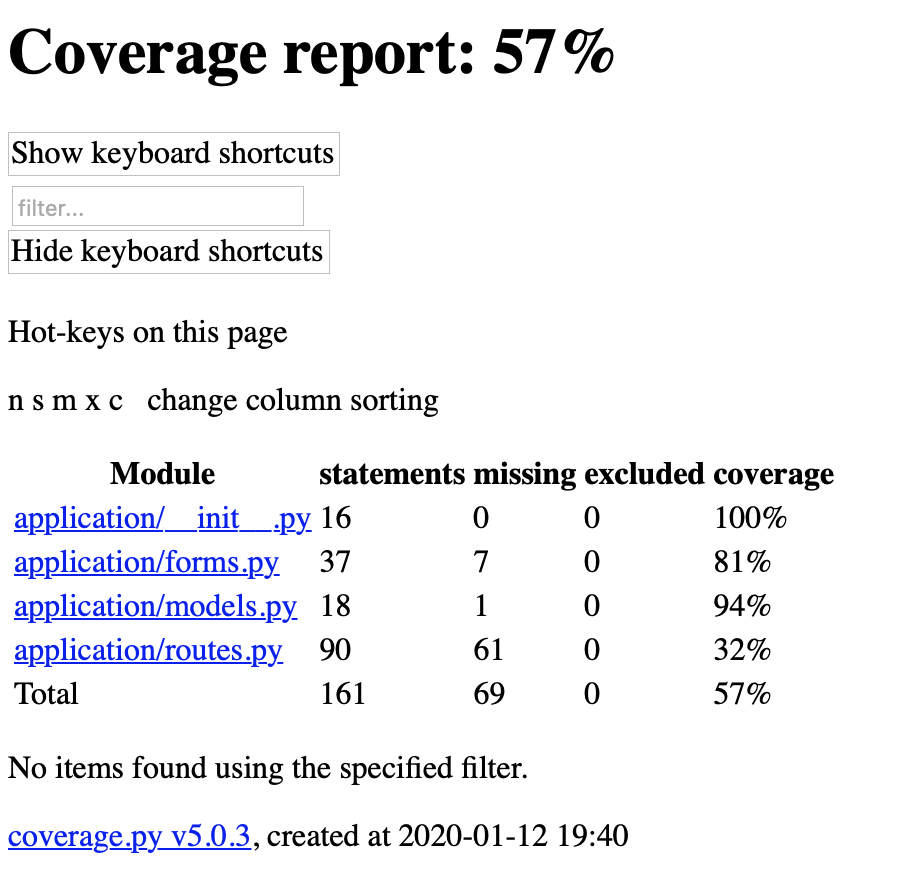 Coverage report: 57%
Show keyboard shortcuts
filter...
Hide keyboard shortcuts
Hot-keys on this page
n s m x c change column sorting
Module statements missing excluded coverage
application/__init__.py 16 0 0 100%
application/forms.py 37 7 0 81%
application/models.py 18 1 0 94%
application/routes.py 90 61 0 32%
Total 161 69 0 57%
No items found using the specified filter.
coverage.py v5.0.3, created at 2020-01-12 19:40